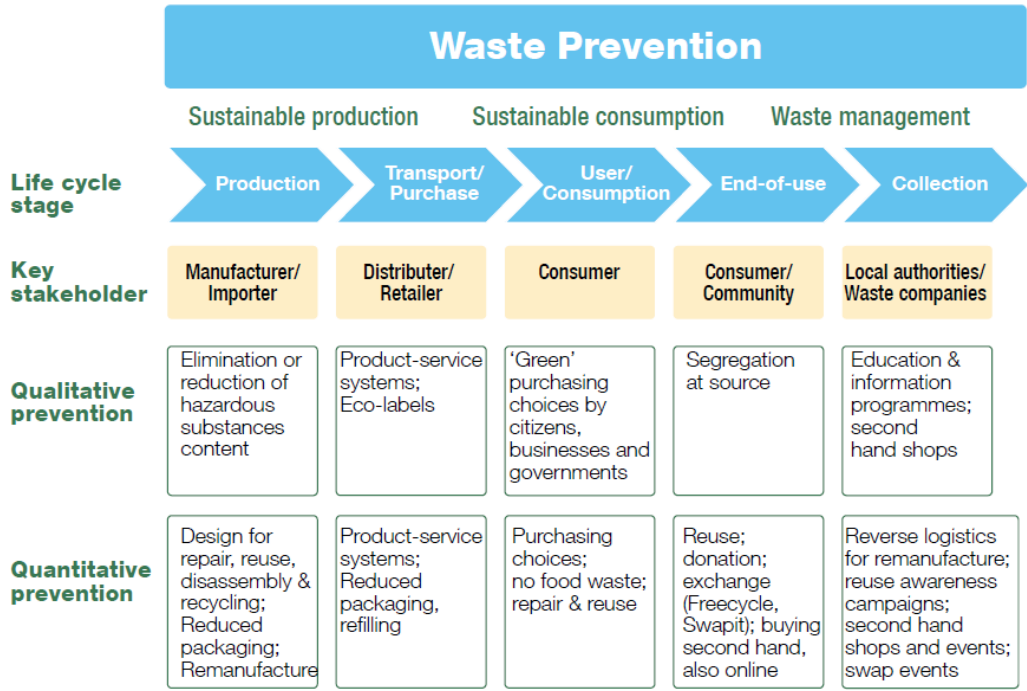 Waste Prevention
Sustainable production
Sustainable consumption
Waste management
Life cycle
stage
Production
Transport/
Purchase
User/
Consumption
End-of-use
Collection
Key
stakeholder
Manufacturer/
Importer
Distributer/
Retailer
Consumer
Consumer/
Community
Local authorities/
Waste companies
Qualitative
prevention
Elimination or
reduction of
hazardous
substances
content
Product-service
systems;
Eco-labels
‘Green’
purchasing
choices by
citizens,
businesses and
governments
Segregation
at source
Education &
information
programmes;
second
hand shops
Quantitative
prevention
Design for
repair, reuse,
disassembly &
recycling;
Reduced
packaging;
Remanufacture
Product-service
systems;
Reduced
packaging,
refilling
Purchasing
choices;
no food waste;
repair & reuse
Reuse;
donation;
exchange
(Freecycle,
Swapit); buying
second hand,
also online
Reverse logistics
for remanufacture;
reuse awareness
campaigns;
second hand
shops and events;
swap events